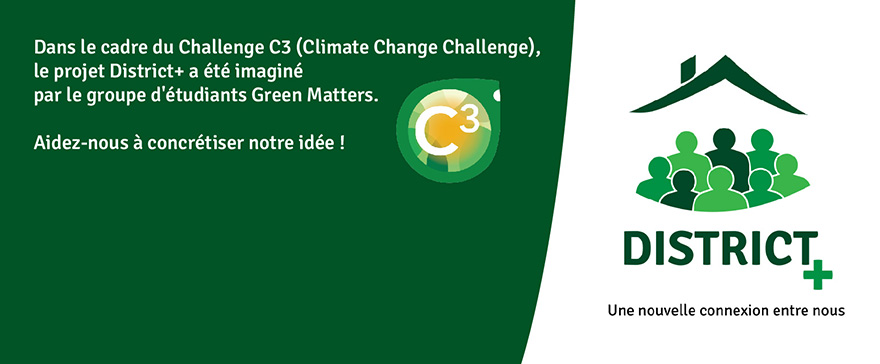 Dans le cadre du Challenge C3 (Climate Change Challenge),
le projet District+ a été imaginé
par le groupe d'étudiants Green Matters.
Aidez-nous à concrétiser notre idée !
C3
DISTRICT+
Une nouvelle connexion entre nous